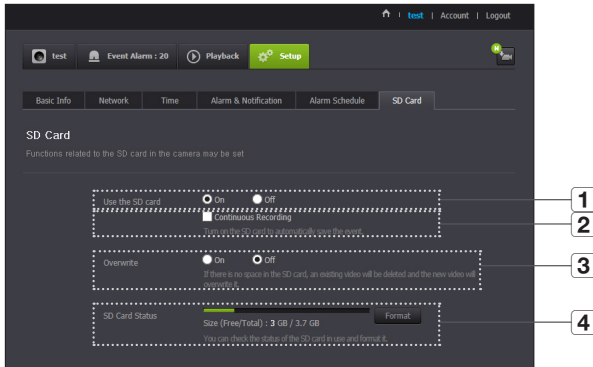 test | Account | Logout
test
Event Alarm : 20
Playback
Setup
N
Basic Info
Network
Time
Alarm & Notification
Alarm Schedule
SD Card
SD Card
Functions related to the SD card in the camera may be set
Use the SD card
On
Off
1
Continuous Recording
2
Turn on the SD card to automatically save the event.
Overwrite
On
Off
3
If there is no space in the SD card, an existing video will be deleted and the new video will
overwrite it.
SD Card Status
Format
4
Size (Free/Total) : 3 GB / 3.7 GB
You can check the status of the SD card in use and format it.